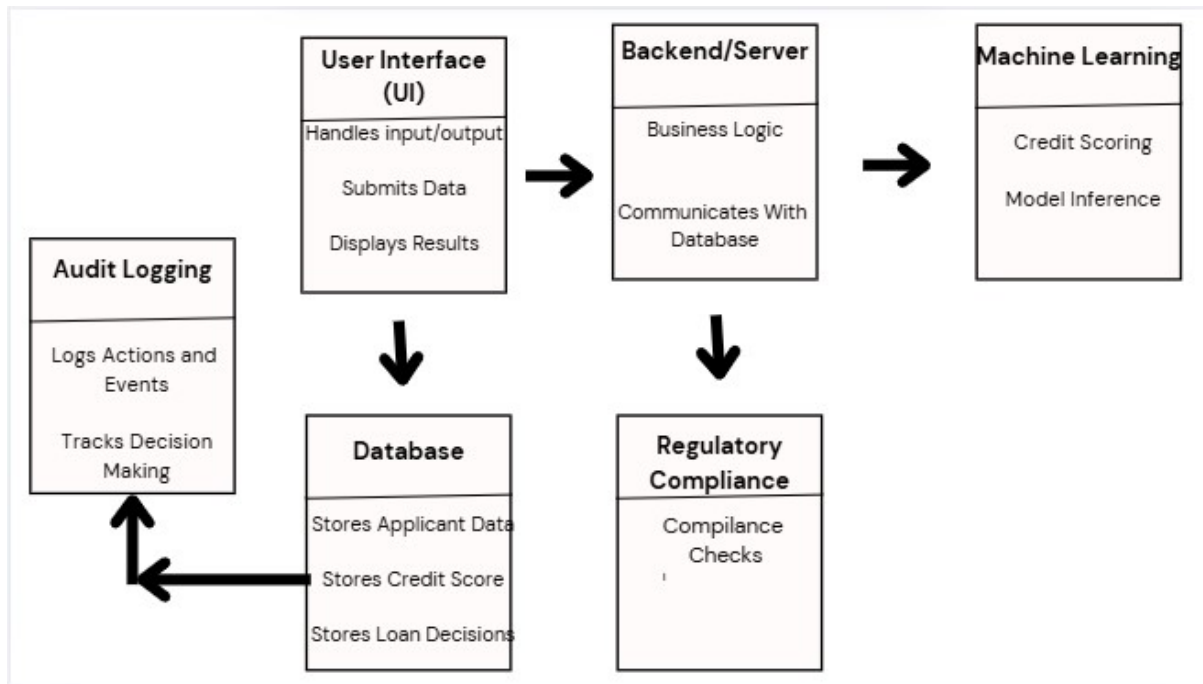 User Interface
(UI)
Handles input/output
Submits Data
Displays Results
Backend/Server
Business Logic
Communicates With
Database
Machine Learning
Credit Scoring
Model Inference
Audit Logging
Logs Actions and
Events
Tracks Decision
Making
Database
Stores Applicant Data
Stores Credit Score
Stores Loan Decisions
Regulatory
Compliance
Compilance
Checks